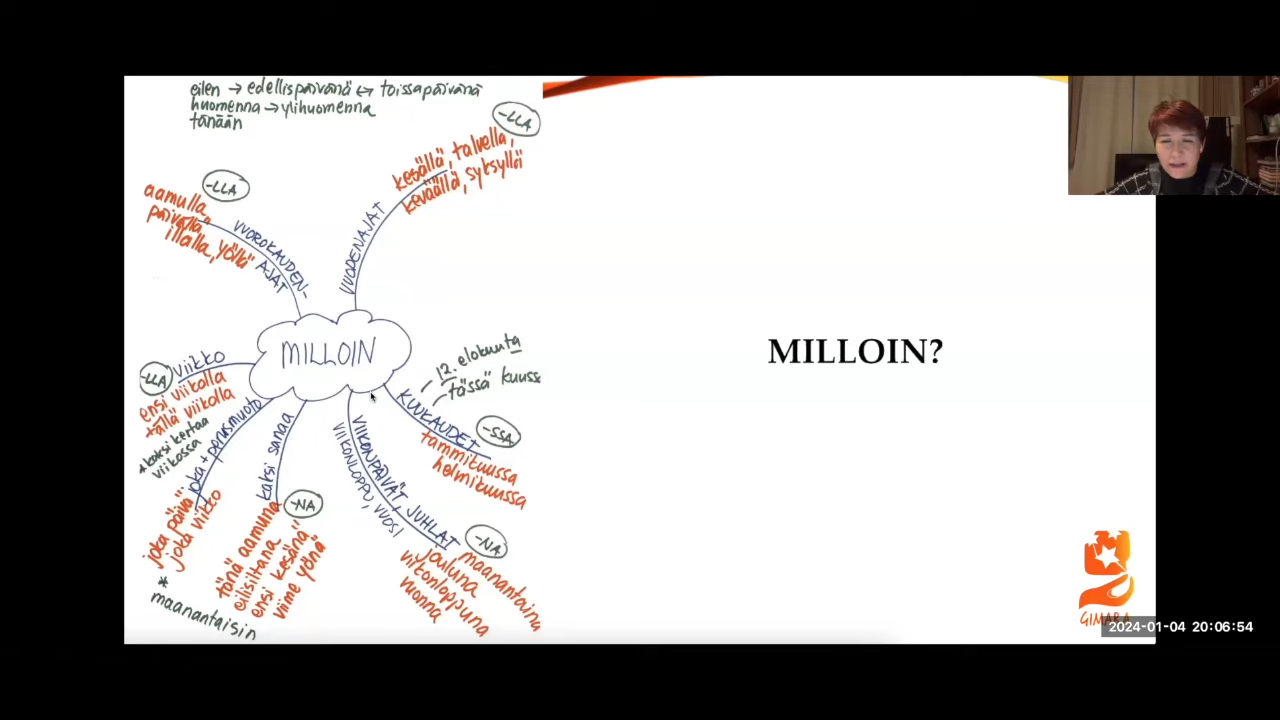 eilen → edellispäivänä ↔ toissapäivänä
huomenna → ylihuomenna
tänään
-LLA
kesällä, talvella,
keväällä, syksyllä
VUODENAJAT
-LLA
aamulla,
päivällä,
illalla, yöllä
VUOROKAUDEN-
AJAT
MILLOIN
MILLOIN?
12. elokuuta
tässä kuuss
KUUKAUDET
-SSA
tammikuussa
helmikuussa
viikko
-LLA
ensi viikolla
tällä viikolla
*kaksi kertaa
viikossa
joka + perusmuoto
joka päivä
joka viikko
*
maanantaisin
kaksi sanaa
-NA
tänä aamuna
eilisiltana
ensi kesänä
viime yönä
VIIKONPÄIVÄT, JUHLAT
VIIKONLOPPU, VUOSI
-NA
maanantaina
jouluna
viikonloppuna
vuonna
GIMARA
2024-01-04 20:06:54